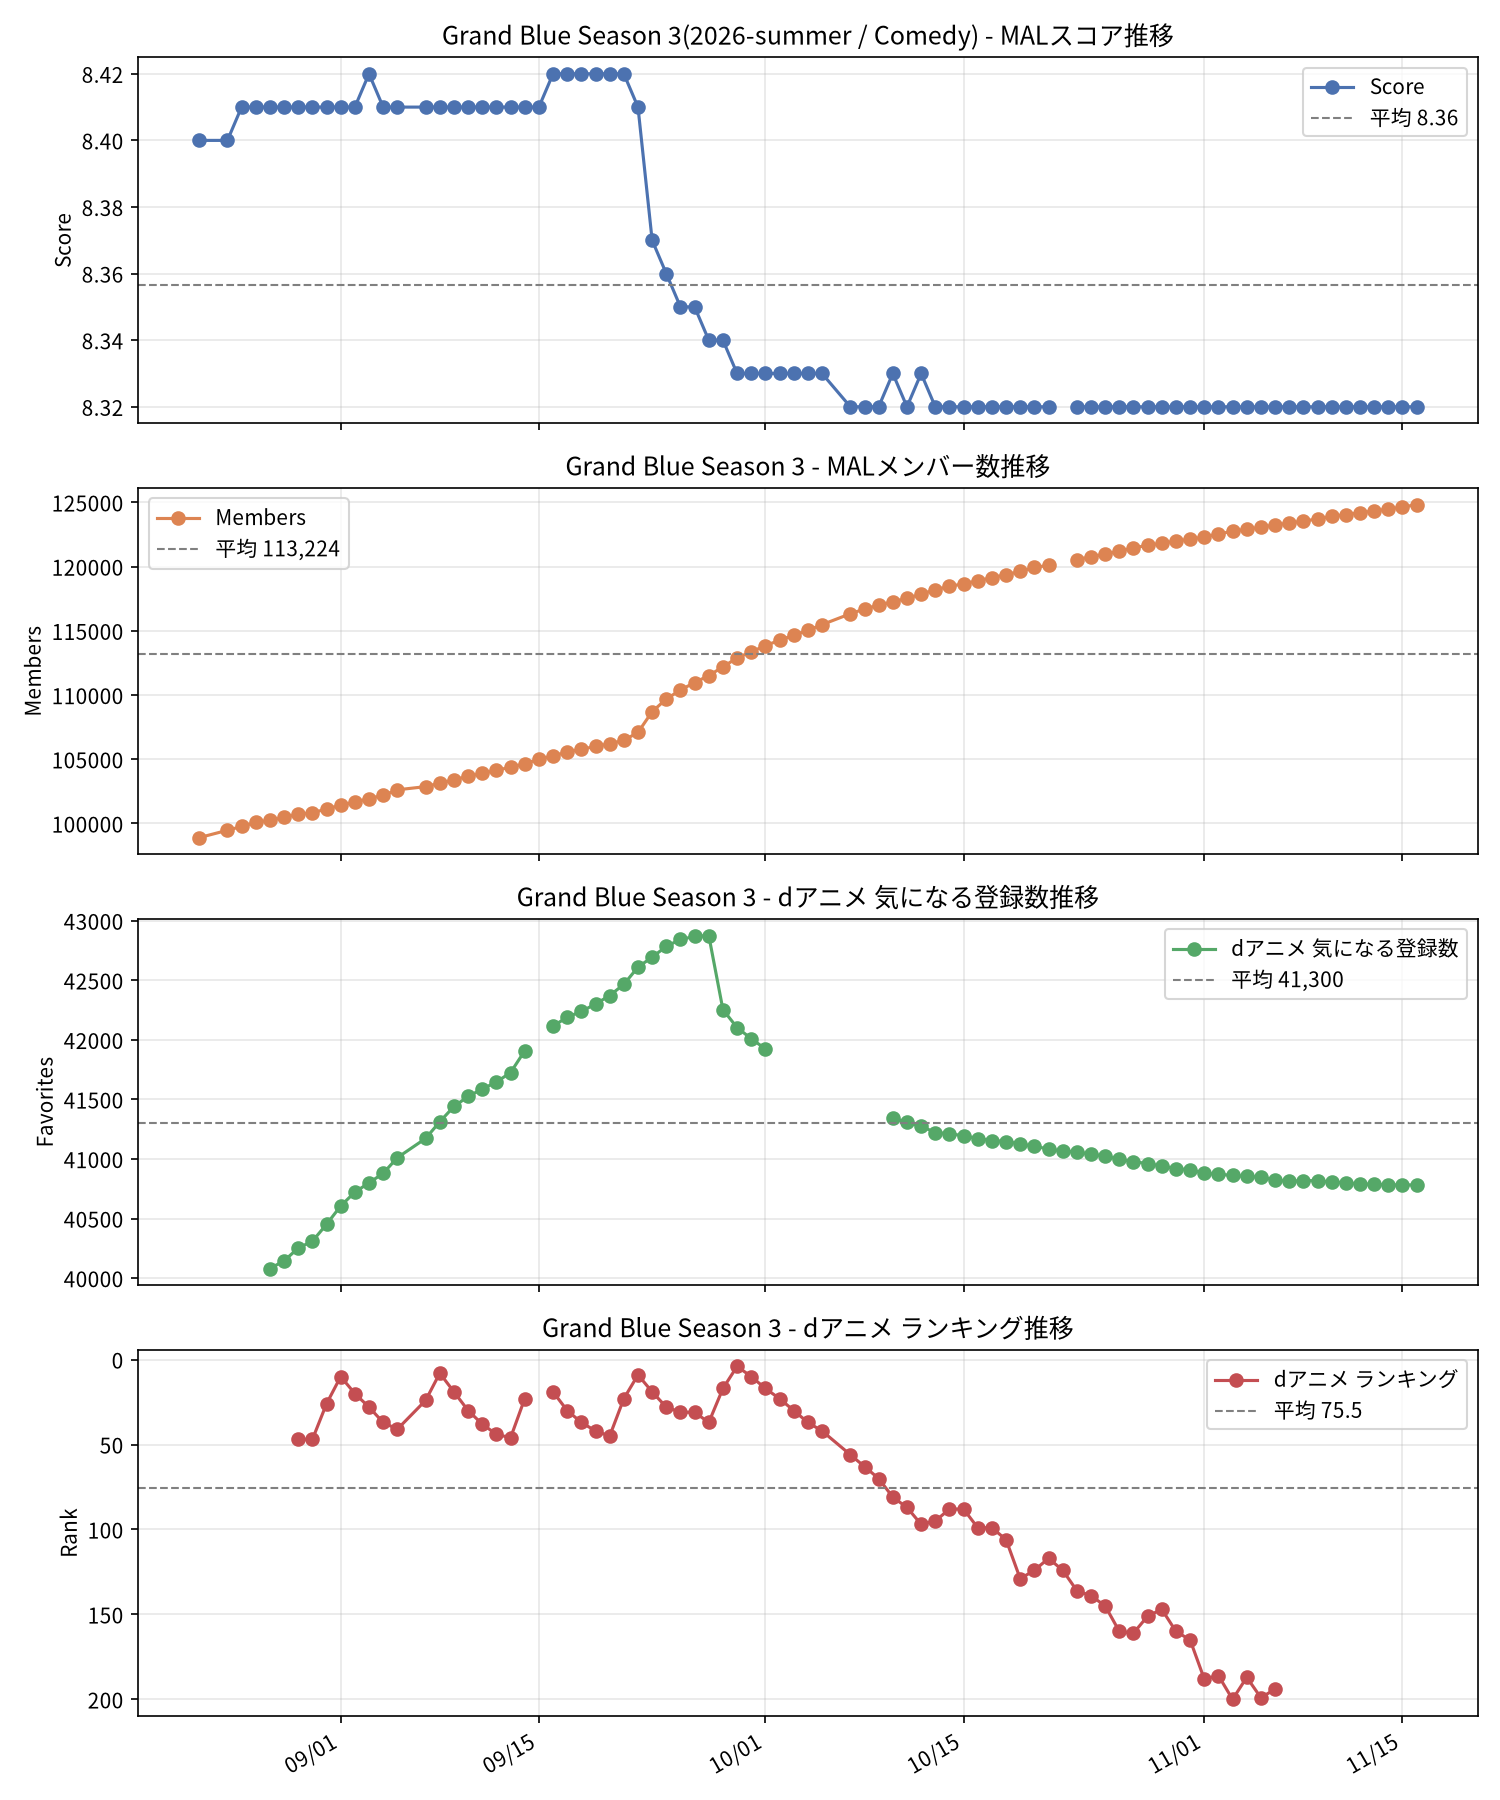 Grand Blue Season 3(2026-summer / Comedy) - MALスコア推移
Score
平均 8.36
Score
8.42
8.40
8.38
8.36
8.34
8.32
Grand Blue Season 3 - MALメンバー数推移
Members
平均 113,224
Members
125000
120000
115000
110000
105000
100000
Grand Blue Season 3 - dアニメ 気になる登録数推移
dアニメ 気になる登録数
平均 41,300
Favorites
43000
42500
42000
41500
41000
40500
40000
Grand Blue Season 3 - dアニメ ランキング推移
dアニメ ランキング
平均 75.5
Rank
0
50
100
150
200
09/01
09/15
10/01
10/15
11/01
11/15